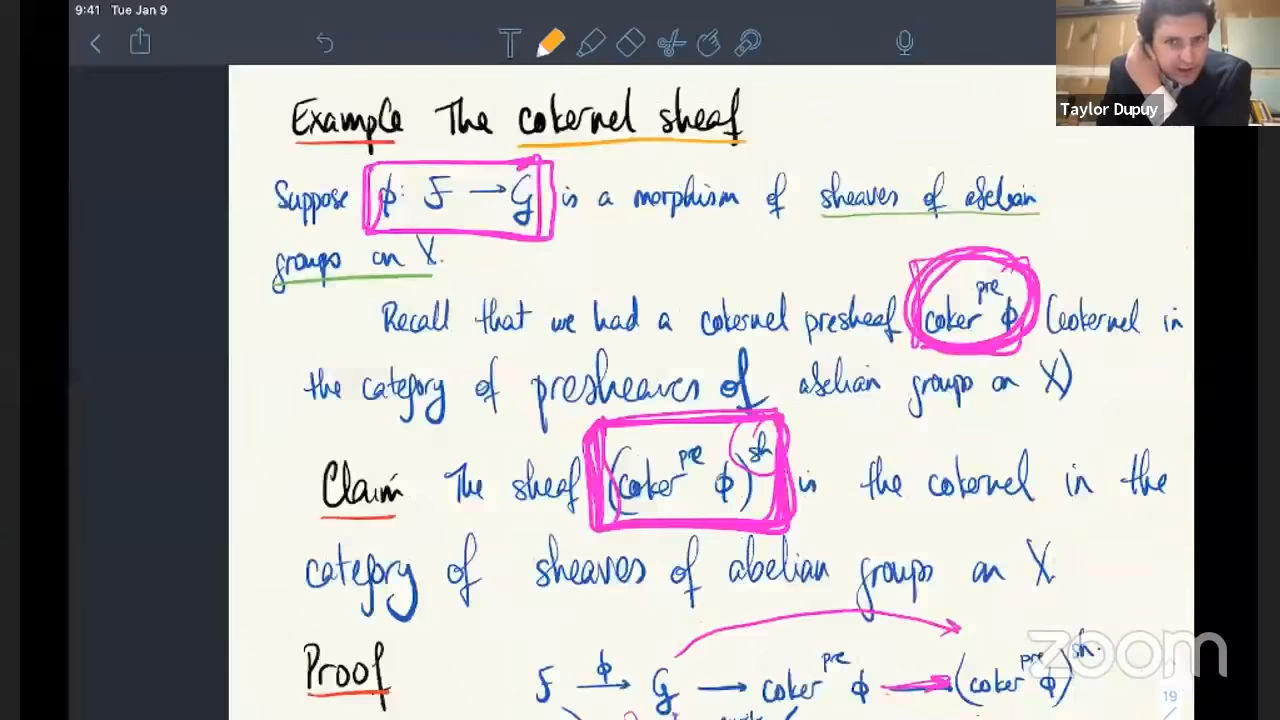 9:41 Tue Jan 9
Taylor Dupuy
Example The cokernel sheaf
Suppose φ: F → G is a morphism of sheaves of abelian
groups on X.
Recall that we had a cokernel presheaf coker^pre φ (cokernel in
the category of presheaves of abelian groups on X)
Claim The sheaf (coker^pre φ)^sh is the cokernel in the
category of sheaves of abelian groups on X
Proof F —φ→ G → coker^pre φ → (coker^pre φ)^sh.
zoom
19